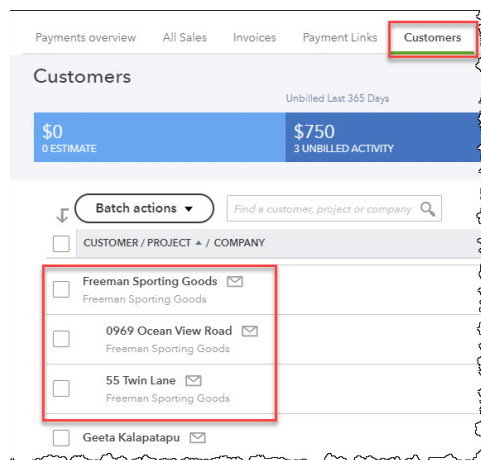 Payments overview All Sales Invoices Payment Links Customers
Customers
Unbilled Last 365 Days
$0 $750
0 ESTIMATE 3 UNBILLED ACTIVITY
Batch actions Find a customer, project or company
CUSTOMER / PROJECT / COMPANY
Freeman Sporting Goods
Freeman Sporting Goods
0969 Ocean View Road
Freeman Sporting Goods
55 Twin Lane
Freeman Sporting Goods
Geeta Kalapatapu